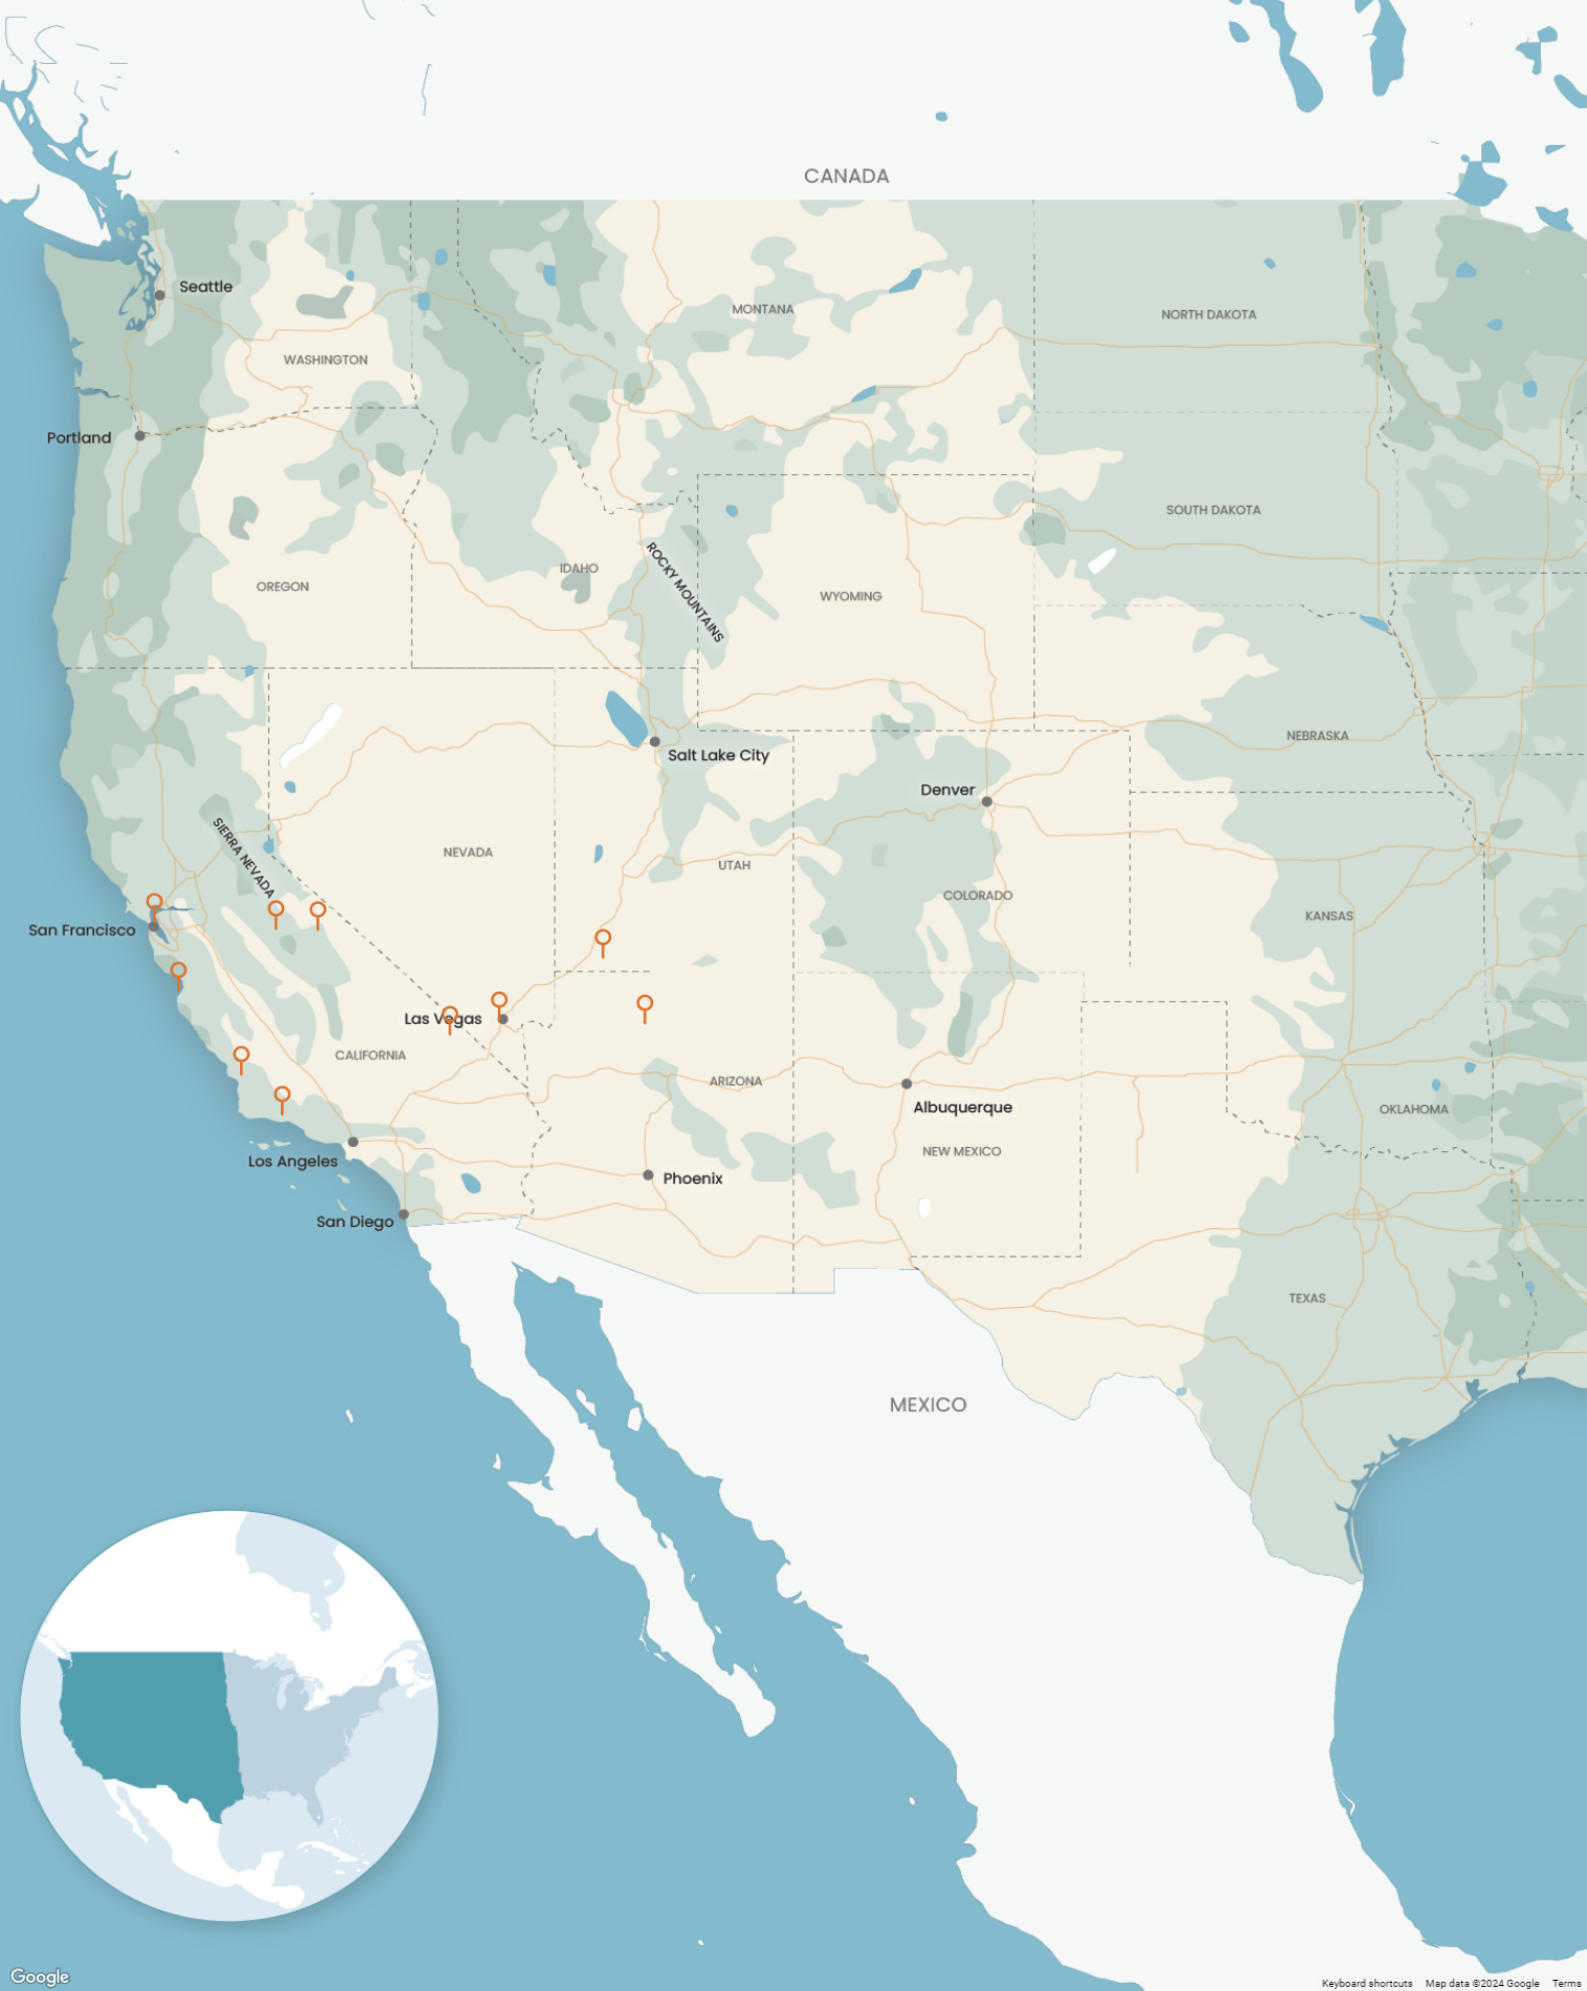 CANADA
Seattle
MONTANA
NORTH DAKOTA
WASHINGTON
Portland
SOUTH DAKOTA
ROCKY MOUNTAINS
IDAHO
OREGON
WYOMING
NEBRASKA
Salt Lake City
Denver
SIERRA NEVADA
NEVADA
UTAH
COLORADO
KANSAS
San Francisco
Las Vegas
CALIFORNIA
ARIZONA
Albuquerque
OKLAHOMA
NEW MEXICO
Los Angeles
Phoenix
San Diego
TEXAS
MEXICO
Google
Keyboard shortcuts
Map data ©2024 Google
Terms